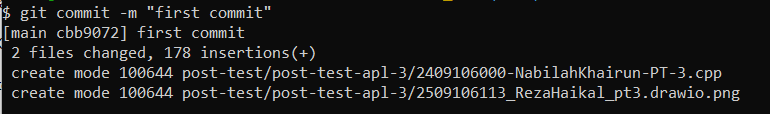 $ git commit -m "first commit"
[main cbb9072] first commit
 2 files changed, 178 insertions(+)
 create mode 100644 post-test/post-test-apl-3/2409106000-NabilahKhairun-PT-3.cpp
 create mode 100644 post-test/post-test-apl-3/2509106113_RezaHaikal_pt3.drawio.png